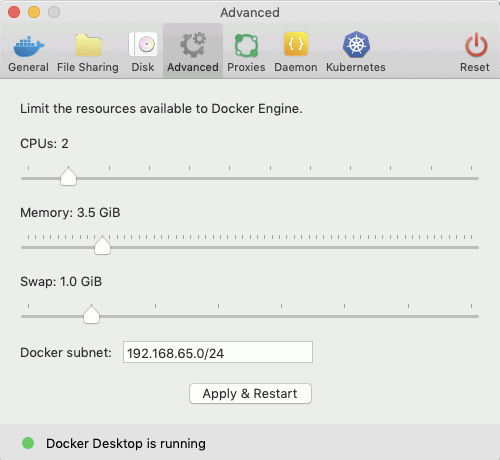 Advanced
General File Sharing Disk Advanced Proxies Daemon Kubernetes Reset
Limit the resources available to Docker Engine.
CPUs: 2
Memory: 3.5 GiB
Swap: 1.0 GiB
Docker subnet: 192.168.65.0/24
Apply & Restart
Docker Desktop is running